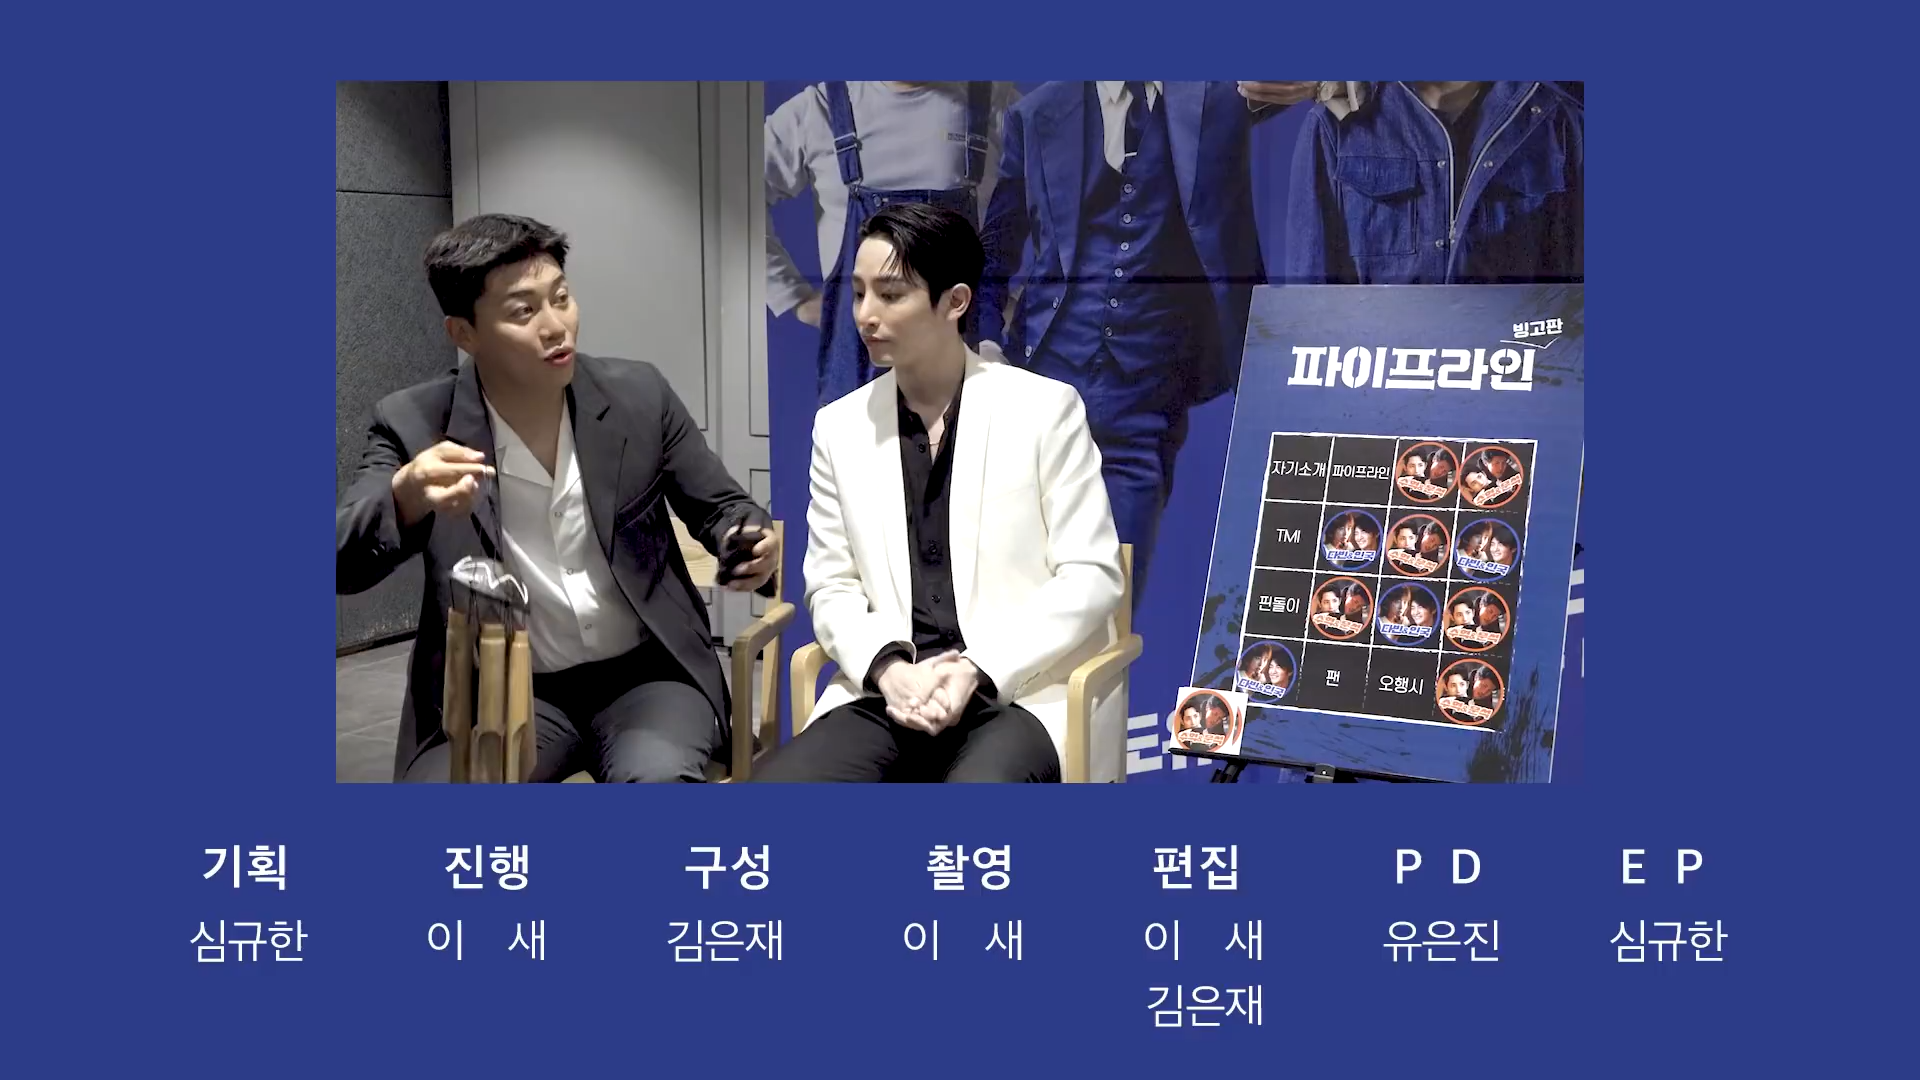 빙고판
파이프라인
자기소개 파이프라인
TMI
핀돌이
팬 오행시
기획 진행 구성 촬영 편집 P D E P
심규한 이 새 김은재 이 새 이 새 유은진 심규한
김은재